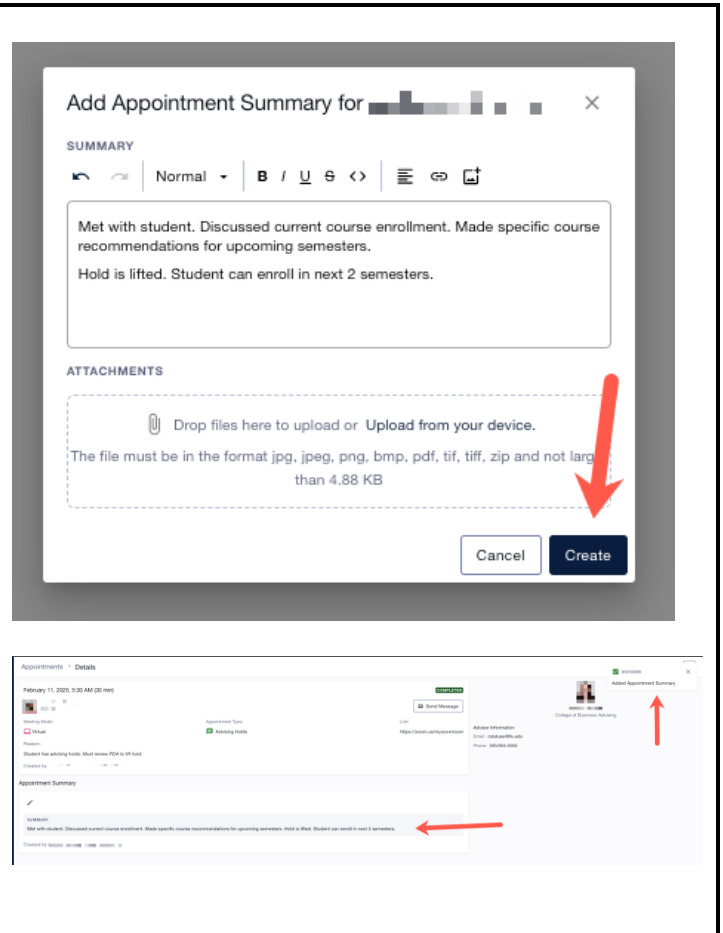 Add Appointment Summary for
SUMMARY
Normal B I U S <>
Met with student. Discussed current course enrollment. Made specific course
recommendations for upcoming semesters.
Hold is lifted. Student can enroll in next 2 semesters.
ATTACHMENTS
Drop files here to upload or Upload from your device.
The file must be in the format jpg, jpeg, png, bmp, pdf, tif, tiff, zip and not larg
than 4.88 KB
Cancel Create
Appointments > Details
SUCCESS
Added Appointment Summary
February 11, 2025, 5:30 AM (30 min)
COMPLETED
Send Message
College of Business Advising
Meeting Mode:
Virtual
Appointment Type:
Advising Holds
Link:
Advisor Information
Reason:
Student has advising holds. Must review PDA to lift hold.
Created by
Appointment Summary
SUMMARY
Met with student. Discussed current course enrollment. Made specific course recommendations for upcoming semesters. Hold is lifted. Student can enroll in next 2 semesters.
Created by